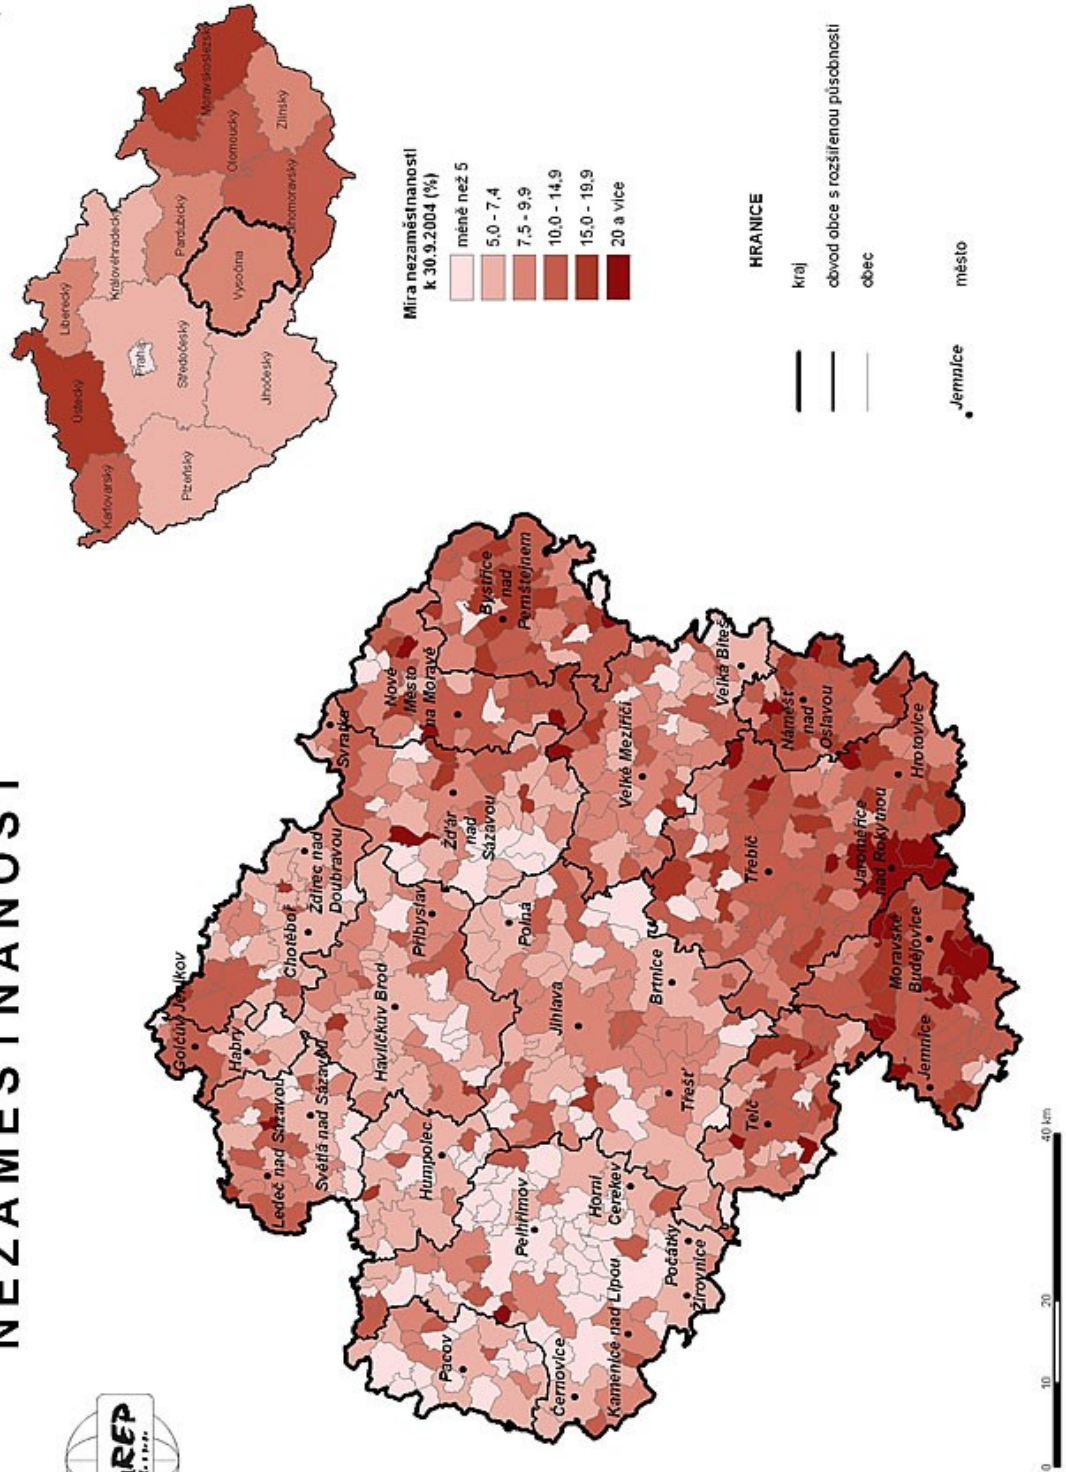 NEZAMĚSTNANOST
Karlovarský
Ústecký
Liberecký
Královéhradecký
Plzeňský
Praha
Středočeský
Pardubický
Olomoucký
Moravskoslezský
Jihočeský
Vysočina
Jihomoravský
Zlínský
Míra nezaměstnanosti
k 30.9.2004 (%)
méně než 5
5,0 - 7,4
7,5 - 9,9
10,0 - 14,9
15,0 - 19,9
20 a více
HRANICE
kraj
obvod obce s rozšířenou působností
obec
Jemnice
město
Golčův Jeníkov
Habry
Chotěboř
Ždírec nad
Doubravou
Svratka
Ledeč nad Sázavou
Světlá nad Sázavou
Havlíčkův Brod
Přibyslav
Žďár
nad
Sázavou
Nové
Město
na Moravě
Bystřice
nad
Pernštejnem
Humpolec
Pacov
Pelhřimov
Polná
Jihlava
Velké Meziříčí
Velká Bíteš
Černovice
Kamenice nad Lipou
Horní
Cerekev
Počátky
Žirovnice
Brtnice
Třešť
Telč
Třebíč
Náměšť
nad
Oslavou
Jaroměřice
nad Rokytnou
Hrotovice
Moravské
Budějovice
Jemnice
0
10
20
40 km